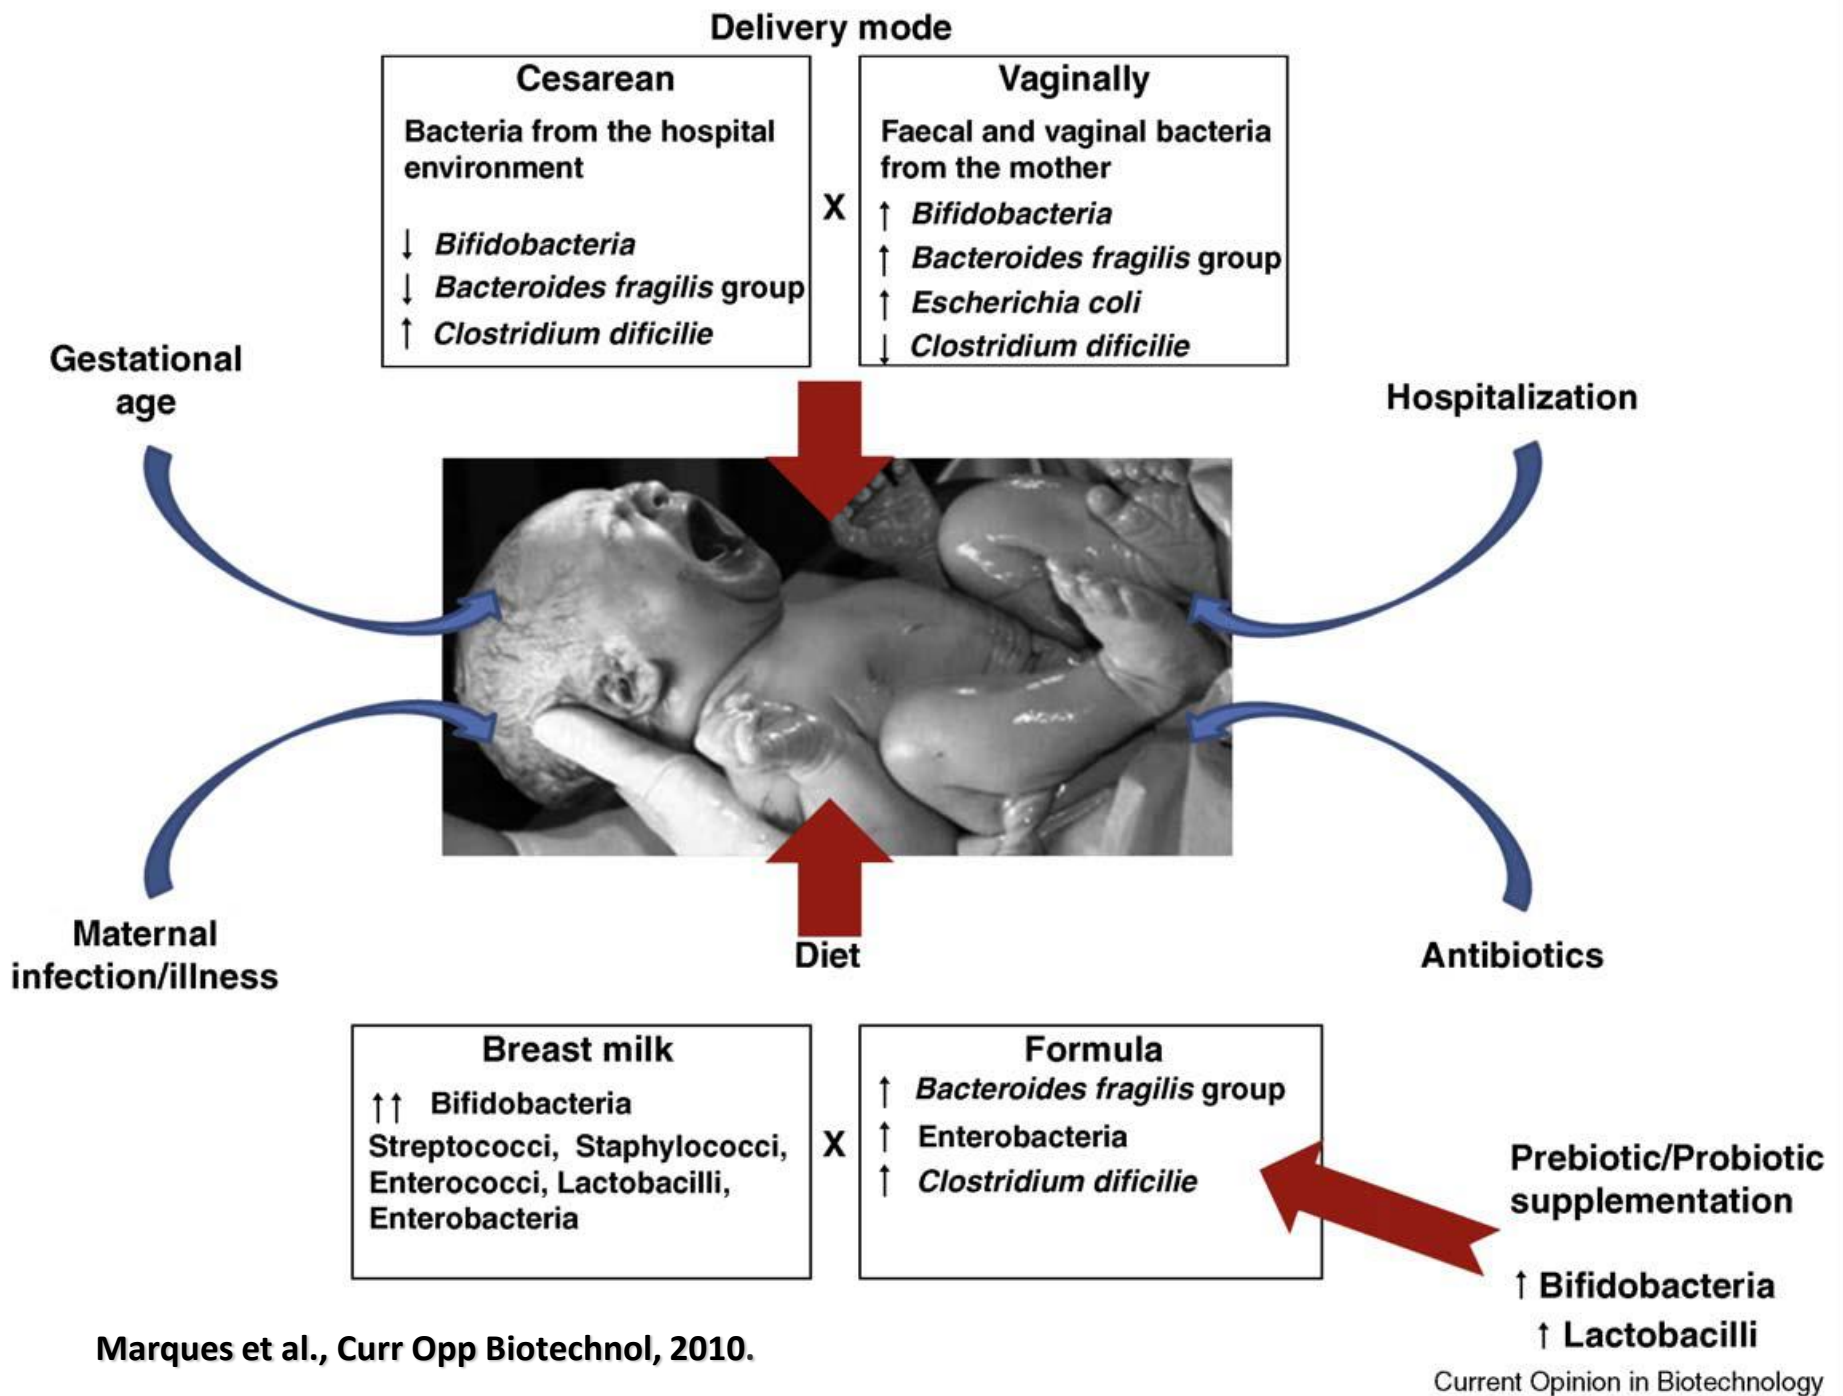 Delivery mode
Cesarean
Bacteria from the hospital
environment
↓ Bifidobacteria
↓ Bacteroides fragilis group
↑ Clostridium dificilie
X
Vaginally
Faecal and vaginal bacteria
from the mother
↑ Bifidobacteria
↑ Bacteroides fragilis group
↑ Escherichia coli
↓ Clostridium dificilie
Gestational
age
Hospitalization
Maternal
infection/illness
Diet
Antibiotics
Breast milk
↑↑ Bifidobacteria
Streptococci, Staphylococci,
Enterococci, Lactobacilli,
Enterobacteria
X
Formula
↑ Bacteroides fragilis group
↑ Enterobacteria
↑ Clostridium dificilie
Prebiotic/Probiotic
supplementation
↑ Bifidobacteria
↑ Lactobacilli
Marques et al., Curr Opp Biotechnol, 2010.
Current Opinion in Biotechnology